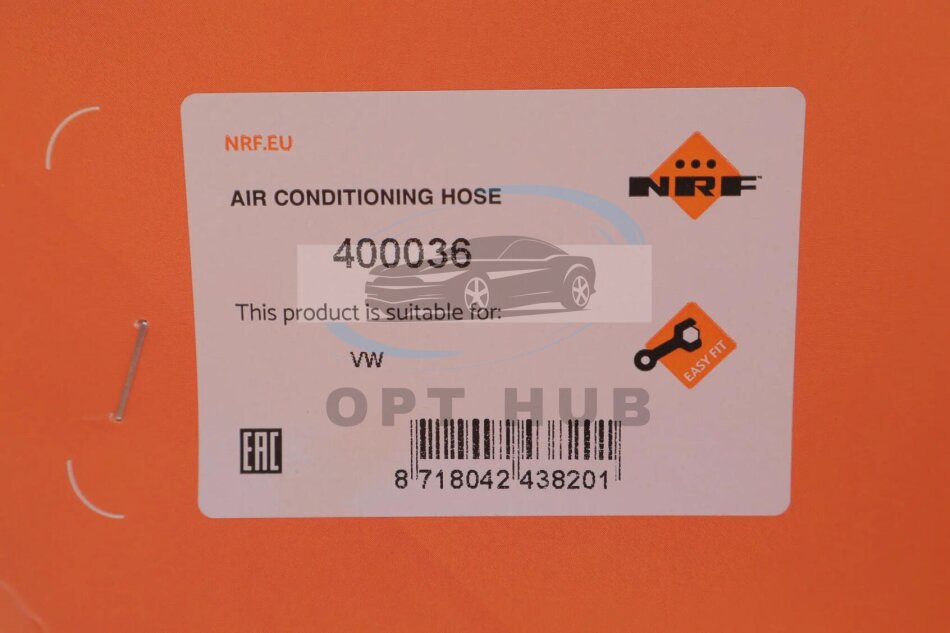 NRF.EU
NRF™
AIR CONDITIONING HOSE
400036
This product is suitable for:
VW
EASY FIT
OPT HUB
EAC
8 718042 438201